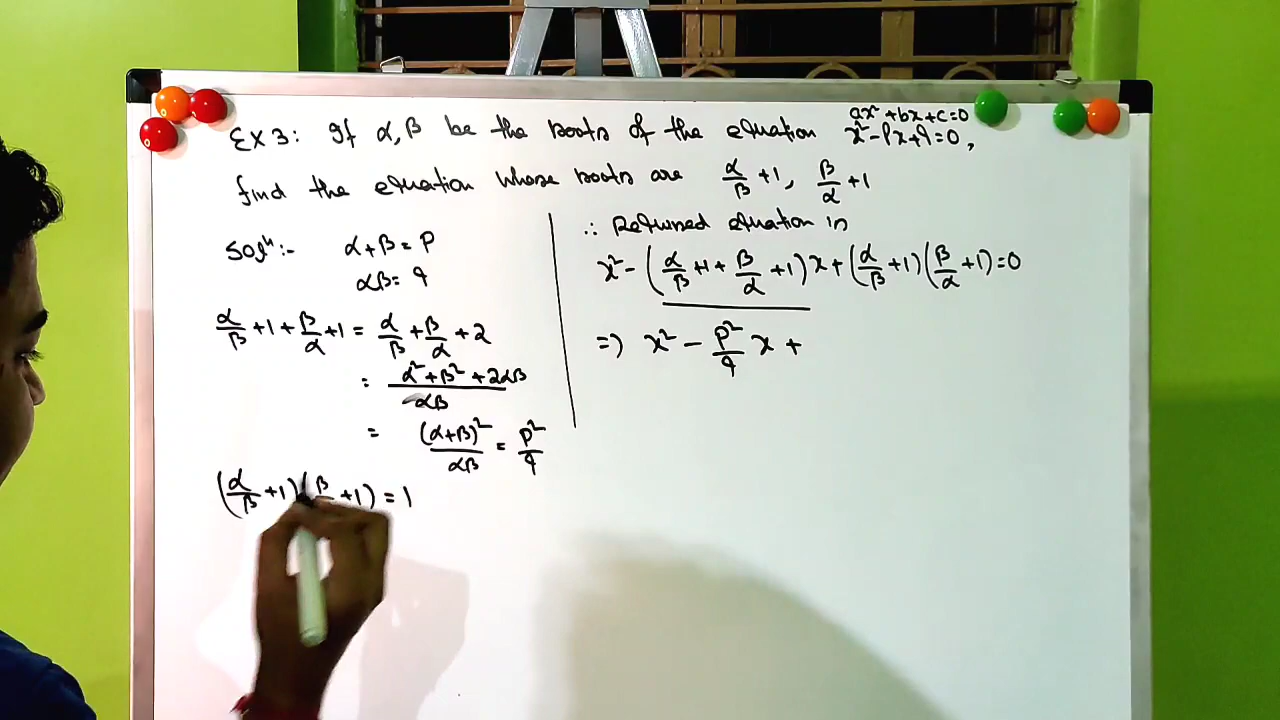 Ex 3: If α, β be the roots of the equation x² - px + q = 0,
ax² + bx + c = 0
find the equation whose roots are α/β + 1, β/α + 1
Solⁿ :- α + β = p
αβ = q
α/β + 1 + β/α + 1 = α/β + β/α + 2
= (α² + β² + 2αβ)/αβ
= (α+β)²/αβ = p²/q
(α/β + 1)(β/ + 1) = 1
∴ Returned equation is
x² - (α/β + 1 + β/α + 1)x + (α/β + 1)(β/α + 1) = 0
⇒ x² - p²/q x +